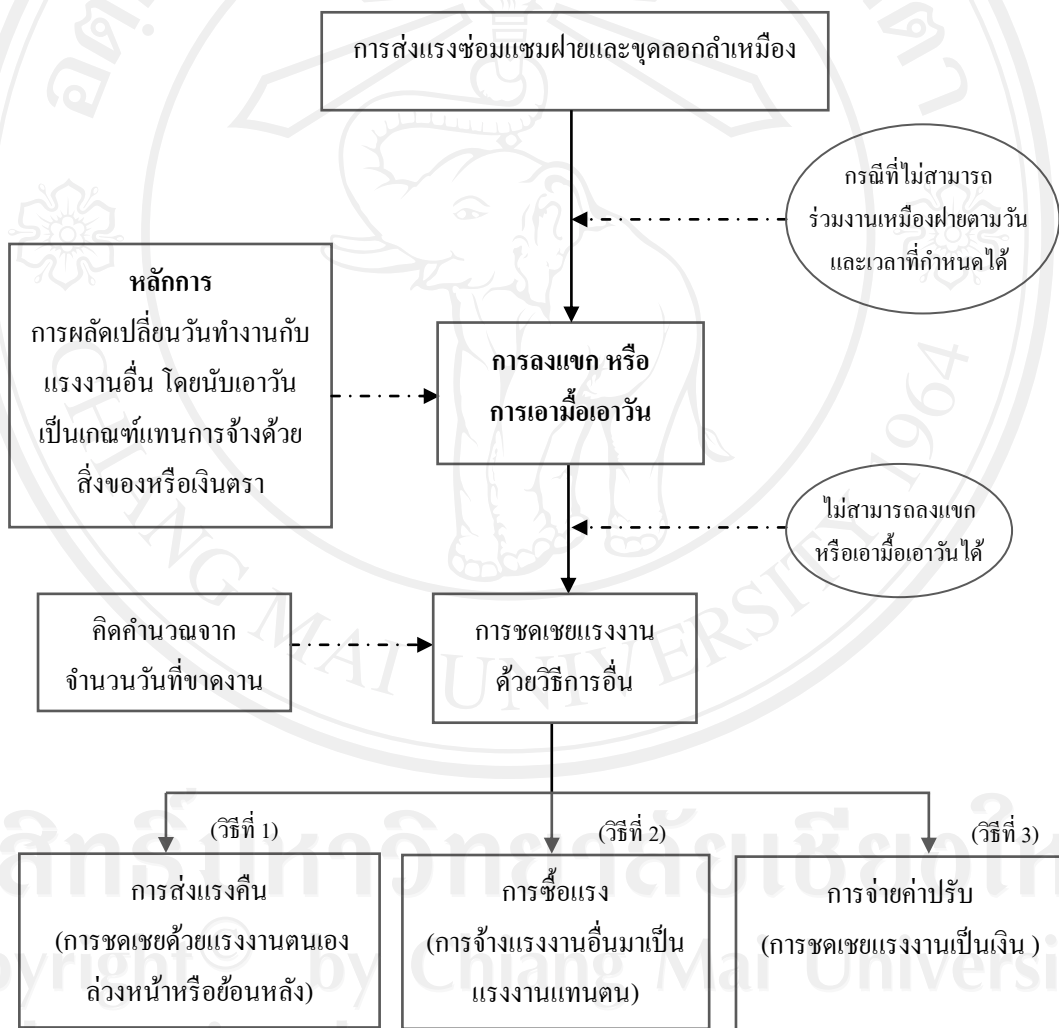 การส่งแรงซ่อมแซมฝายและขุดลอกลำเหมือง
กรณีที่ไม่สามารถ
ร่วมงานเหมืองฝายตามวัน
และเวลาที่กำหนดได้
หลักการ
การผลัดเปลี่ยนวันทำงานกับ
แรงงานอื่น โดยนับเอาวัน
เป็นเกณฑ์แทนการจ้างด้วย
สิ่งของหรือเงินตรา
การลงแขก หรือ
การเอามื้อเอาวัน
ไม่สามารถลงแขก
หรือเอามื้อเอาวันได้
คิดคำนวณจาก
จำนวนวันที่ขาดงาน
การชดเชยแรงงาน
ด้วยวิธีการอื่น
(วิธีที่ 1)
(วิธีที่ 2)
(วิธีที่ 3)
การส่งแรงคืน
(การชดเชยด้วยแรงงานตนเอง
ล่วงหน้าหรือย้อนหลัง)
การซื้อแรง
(การจ้างแรงงานอื่นมาเป็น
แรงงานแทนตน)
การจ่ายค่าปรับ
(การชดเชยแรงงานเป็นเงิน )
CHIANG MAI UNIVERSITY 1964
by Chiang Mai Universi